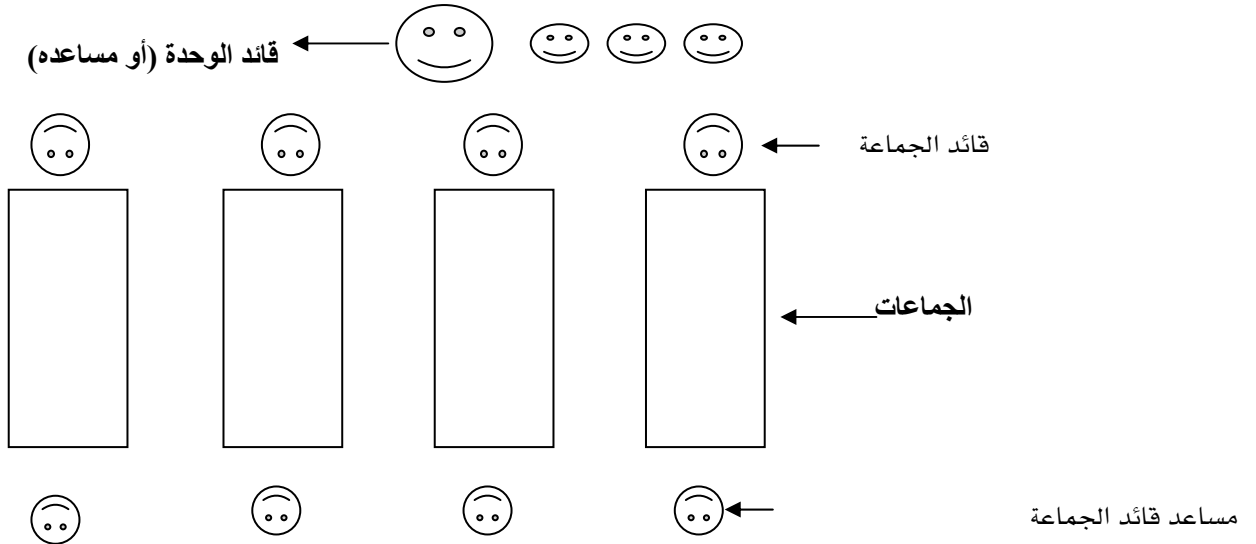 قائد الوحدة (أو مساعده)
قائد الجماعة
الجماعات
مساعد قائد الجماعة